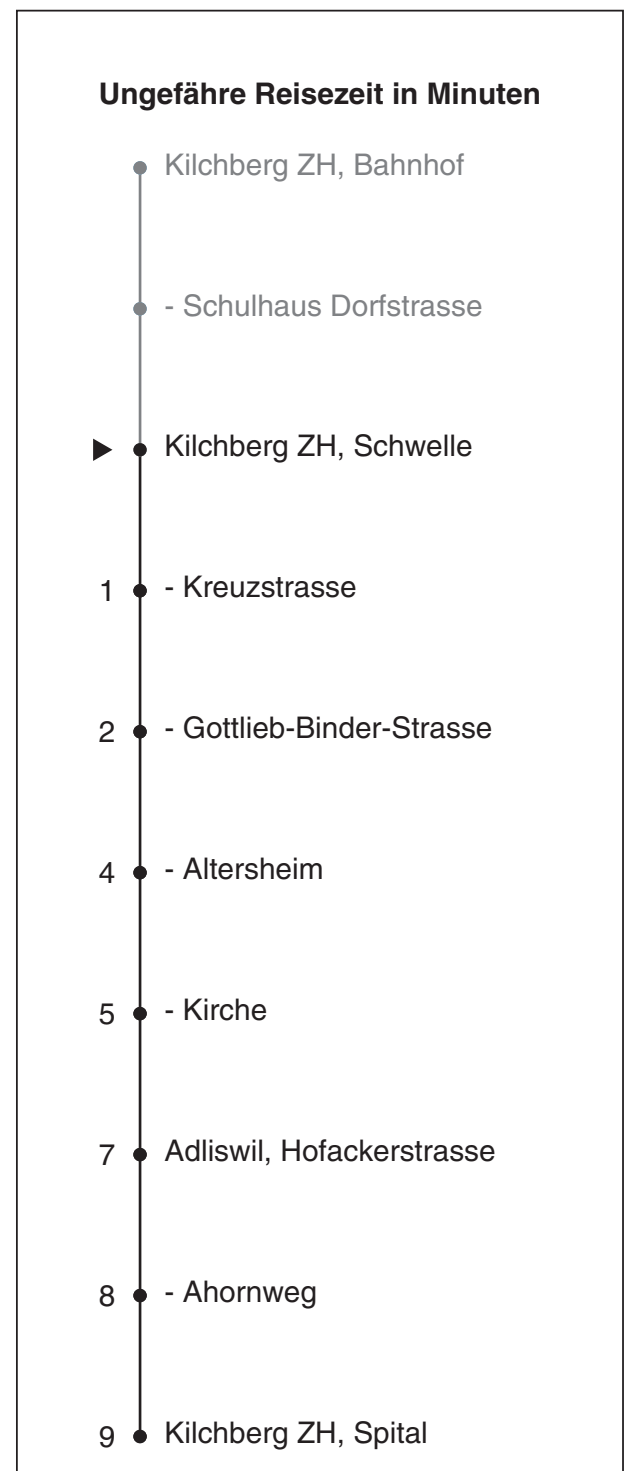 Ungefähre Reisezeit in Minuten
Kilchberg ZH, Bahnhof
- Schulhaus Dorfstrasse
Kilchberg ZH, Schwelle
1 - Kreuzstrasse
2 - Gottlieb-Binder-Strasse
4 - Altersheim
5 - Kirche
7 Adliswil, Hofackerstrasse
8 - Ahornweg
9 Kilchberg ZH, Spital